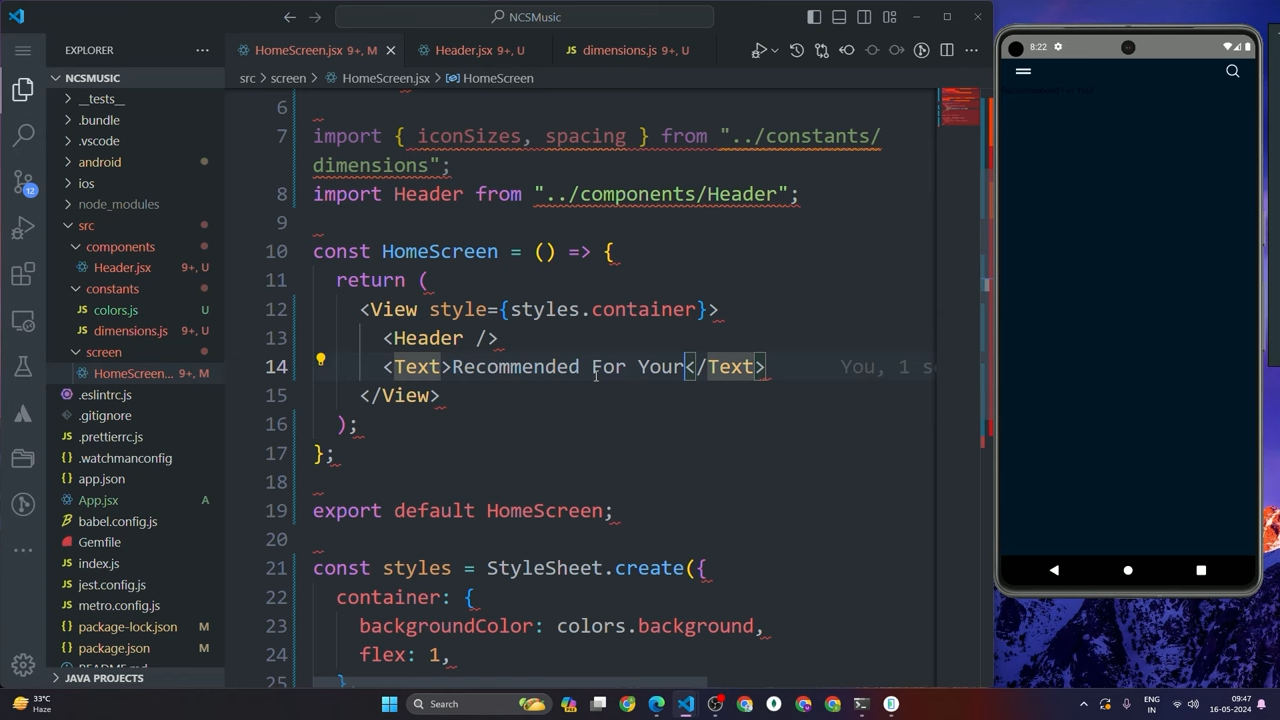 NCSMusic
EXPLORER
HomeScreen.jsx 9+, M
Header.jsx 9+, U
dimensions.js 9+, U
NCSMUSIC
src > screen > HomeScreen.jsx > HomeScreen
__tests__
.bundle
.vscode
android
ios
node_modules
src
components
Header.jsx 9+, U
constants
colors.js U
dimensions.js 9+, U
screen
HomeScreen... 9+, M
.eslintrc.js
.gitignore
.prettierrc.js
.watchmanconfig
app.json
App.jsx A
babel.config.js
Gemfile
index.js
jest.config.js
metro.config.js
package-lock.json M
package.json M
README.md
JAVA PROJECTS
12
6
7 import { iconSizes, spacing } from "../constants/
dimensions";
8 import Header from "../components/Header";
9
10 const HomeScreen = () => {
11 return (
12 <View style={styles.container}>
13 <Header />
14 <Text>Recommended For Your</Text> You, 1 s
15 </View>
16 );
17 };
18
19 export default HomeScreen;
20
21 const styles = StyleSheet.create({
22 container: {
23 backgroundColor: colors.background,
24 flex: 1,
25 }
8:22
33°C
Haze
Search
ENG
IN
09:47
16-05-2024